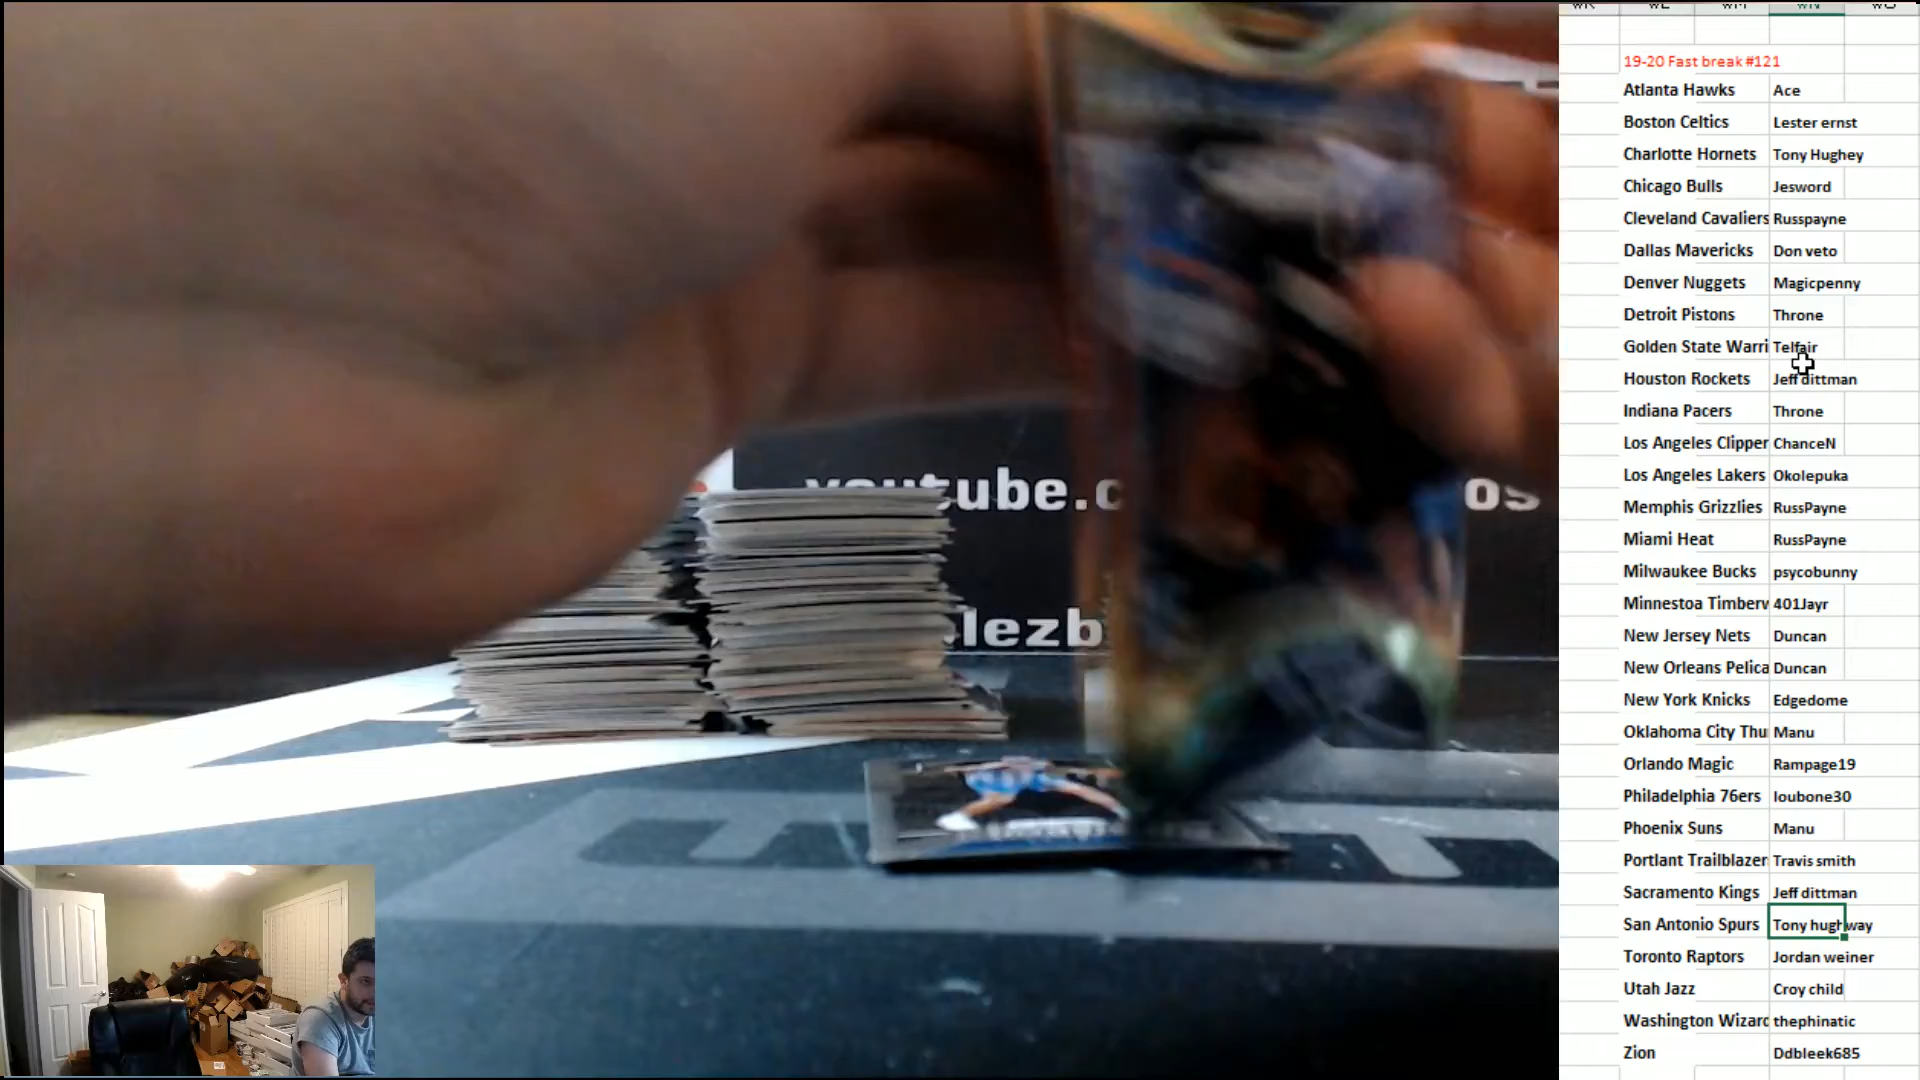 19-20 Fast break #121
Atlanta Hawks Ace
Boston Celtics Lester ernst
Charlotte Hornets Tony Hughey
Chicago Bulls Jesword
Cleveland Cavaliers Russpayne
Dallas Mavericks Don veto
Denver Nuggets Magicpenny
Detroit Pistons Throne
Golden State Warri Telfair
Houston Rockets Jeff dittman
Indiana Pacers Throne
Los Angeles Clipper ChanceN
Los Angeles Lakers Okolepuka
Memphis Grizzlies RussPayne
Miami Heat RussPayne
Milwaukee Bucks psycobunny
Minnestoa Timberw 401Jayr
New Jersey Nets Duncan
New Orleans Pelica Duncan
New York Knicks Edgedome
Oklahoma City Thu Manu
Orlando Magic Rampage19
Philadelphia 76ers loubone30
Phoenix Suns Manu
Portlant Trailblazer Travis smith
Sacramento Kings Jeff dittman
San Antonio Spurs Tony hughway
Toronto Raptors Jordan weiner
Utah Jazz Croy child
Washington Wizard thephinatic
Zion Ddbleek685
youtube.c os
lezb